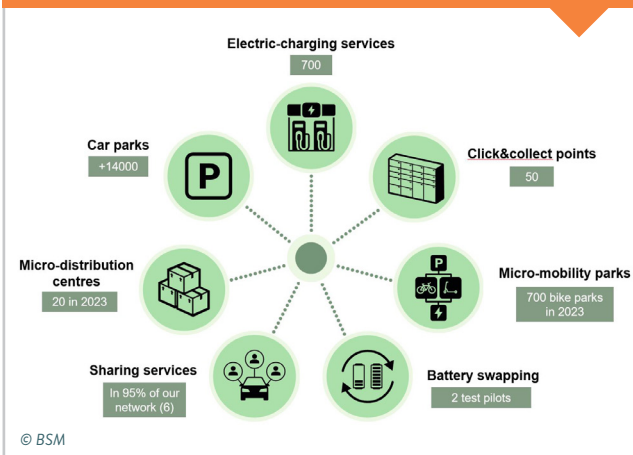 Electric-charging services
700
Car parks
+14000
P
Click&collect points
50
Micro-distribution
centres
20 in 2023
P
Micro-mobility parks
700 bike parks
in 2023
Sharing services
In 95% of our
network (6)
Battery swapping
2 test pilots
© BSM